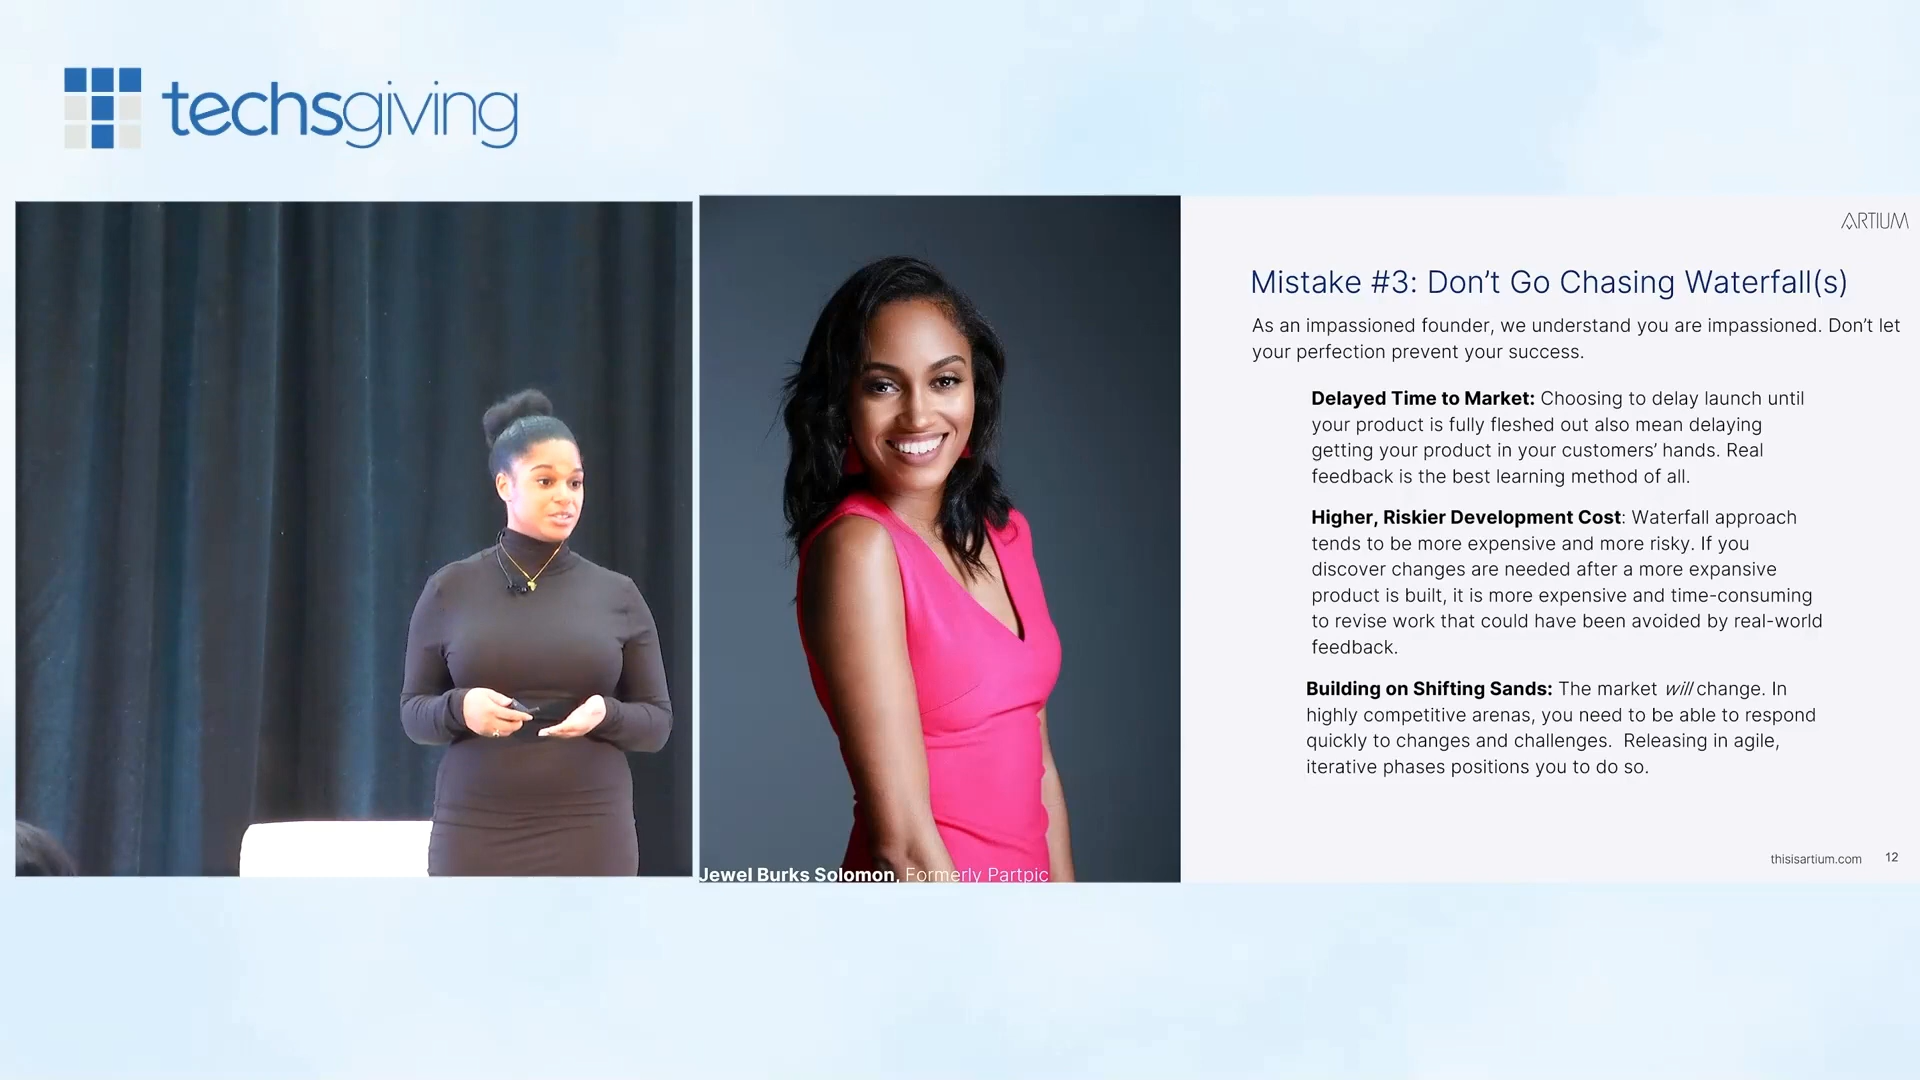 techsgiving
ARTIUM
Mistake #3: Don't Go Chasing Waterfall(s)
As an impassioned founder, we understand you are impassioned. Don't let
your perfection prevent your success.
Delayed Time to Market: Choosing to delay launch until
your product is fully fleshed out also mean delaying
getting your product in your customers' hands. Real
feedback is the best learning method of all.
Higher, Riskier Development Cost: Waterfall approach
tends to be more expensive and more risky. If you
discover changes are needed after a more expansive
product is built, it is more expensive and time-consuming
to revise work that could have been avoided by real-world
feedback.
Building on Shifting Sands: The market will change. In
highly competitive arenas, you need to be able to respond
quickly to changes and challenges.  Releasing in agile,
iterative phases positions you to do so.
Jewel Burks Solomon, Formerly Partpic
thisisartium.com 12